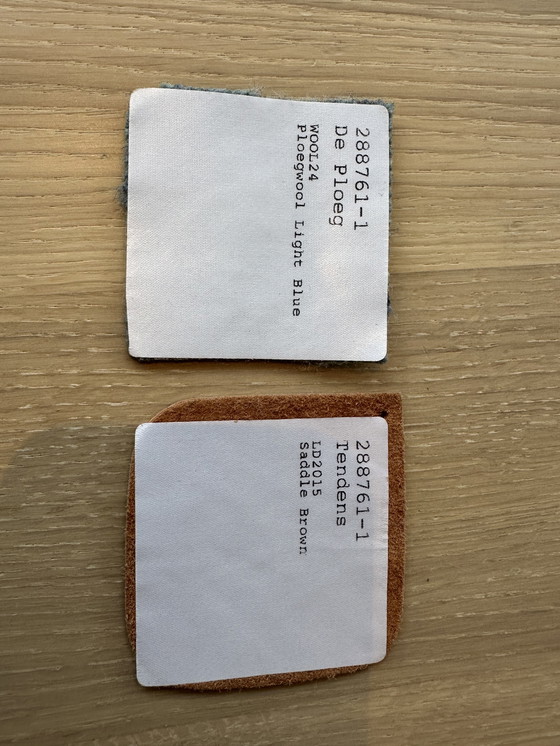 288761-1
De Ploeg
WOOL24
Ploegwool Light Blue
288761-1
Tendens
LD2015
Saddle Brown